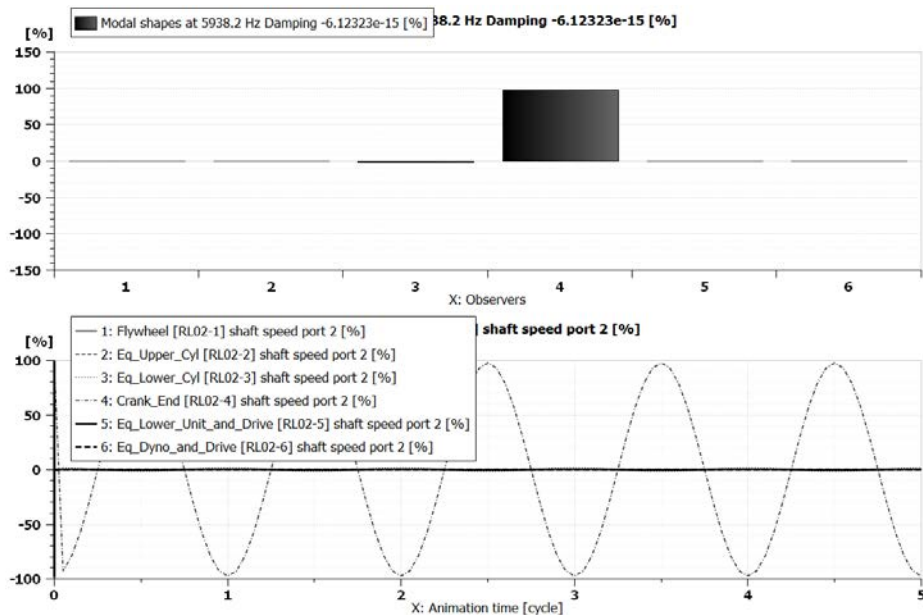 Modal shapes at 5938.2 Hz Damping -6.12323e-15 [%] 38.2 Hz Damping -6.12323e-15 [%]
[%]
150
100
50
0
-50
-100
-150
1 2 3 4 5 6
X: Observers
1: Flywheel [RL02-1] shaft speed port 2 [%] ] shaft speed port 2 [%]
2: Eq_Upper_Cyl [RL02-2] shaft speed port 2 [%]
3: Eq_Lower_Cyl [RL02-3] shaft speed port 2 [%]
4: Crank_End [RL02-4] shaft speed port 2 [%]
5: Eq_Lower_Unit_and_Drive [RL02-5] shaft speed port 2 [%]
6: Eq_Dyno_and_Drive [RL02-6] shaft speed port 2 [%]
[%]
100
50
0
-50
-100
0 1 2 3 4 5
X: Animation time [cycle]